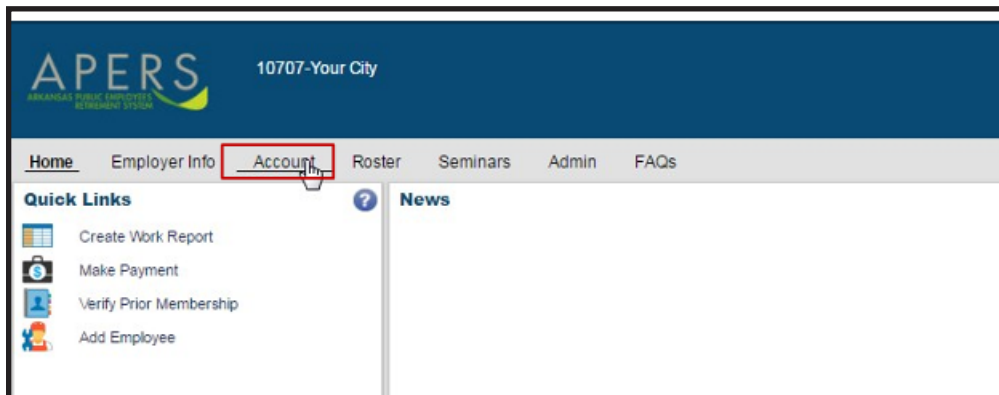 APERS
ARKANSAS PUBLIC EMPLOYEES
RETIREMENT SYSTEM
10707-Your City
Home Employer Info Account Roster Seminars Admin FAQs
Quick Links ? News
Create Work Report
Make Payment
Verify Prior Membership
Add Employee